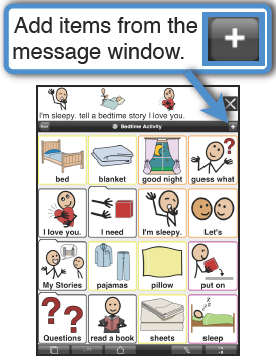 Add items from the
message window.
I'm sleepy. tell a bedtime story I love you.
Bedtime Activity
bed
blanket
good night
guess what
I love you.
I need
I'm sleepy.
Let's
My Stories
pajamas
pillow
put on
Questions
read a book
sheets
sleep